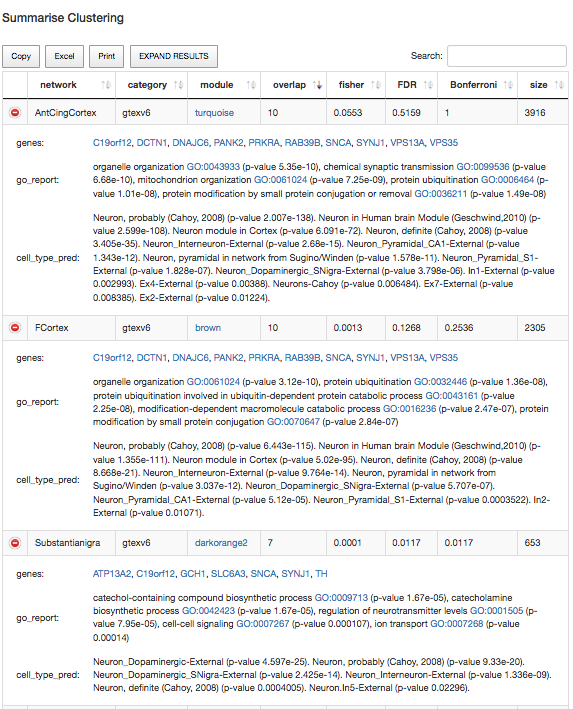 Summarise Clustering
Copy Excel Print EXPAND RESULTS Search:
network category module overlap fisher FDR Bonferroni size
AntCingCortex gtexv6 turquoise 10 0.0553 0.5159 1 3916
genes: C19orf12, DCTN1, DNAJC6, PANK2, PRKRA, RAB39B, SNCA, SYNJ1, VPS13A, VPS35
organelle organization GO:0043933 (p-value 5.35e-10), chemical synaptic transmission GO:0099536 (p-value
go_report: 6.68e-10), mitochondrion organization GO:0061024 (p-value 7.25e-09), protein ubiquitination GO:0006464 (p-
value 1.01e-08), protein modification by small protein conjugation or removal GO:0036211 (p-value 1.49e-08)
Neuron, probably (Cahoy, 2008) (p-value 2.007e-138). Neuron in Human brain Module (Geschwind,2010) (p-
value 2.599e-108). Neuron module in Cortex (p-value 6.091e-72). Neuron, definite (Cahoy, 2008) (p-value
3.405e-35). Neuron_Interneuron-External (p-value 2.68e-15). Neuron_Pyramidal_CA1-External (p-value
cell_type_pred: 1.343e-12). Neuron, pyramidal in network from Sugino/Winden (p-value 1.578e-11). Neuron_Pyramidal_S1-
External (p-value 1.828e-07). Neuron_Dopaminergic_SNigra-External (p-value 3.798e-06). In1-External (p-value
0.002993). Ex4-External (p-value 0.00388). Neurons-Cahoy (p-value 0.006484). Ex7-External (p-value
0.008385). Ex2-External (p-value 0.01224).
FCortex gtexv6 brown 10 0.0013 0.1268 0.2536 2305
genes: C19orf12, DCTN1, DNAJC6, PANK2, PRKRA, RAB39B, SNCA, SYNJ1, VPS13A, VPS35
organelle organization GO:0061024 (p-value 3.12e-10), protein ubiquitination GO:0032446 (p-value 1.36e-08),
protein ubiquitination involved in ubiquitin-dependent protein catabolic process GO:0043161 (p-value
go_report: 2.25e-08), modification-dependent macromolecule catabolic process GO:0016236 (p-value 2.47e-07), protein
modification by small protein conjugation GO:0070647 (p-value 2.84e-07)
Neuron, probably (Cahoy, 2008) (p-value 6.443e-115). Neuron in Human brain Module (Geschwind,2010) (p-
value 1.355e-111). Neuron module in Cortex (p-value 5.02e-95). Neuron, definite (Cahoy, 2008) (p-value
8.668e-21). Neuron_Interneuron-External (p-value 9.764e-14). Neuron, pyramidal in network from
cell_type_pred: Sugino/Winden (p-value 3.037e-12). Neuron_Dopaminergic_SNigra-External (p-value 5.707e-07).
Neuron_Pyramidal_CA1-External (p-value 5.12e-05). Neuron_Pyramidal_S1-External (p-value 0.0003522). In2-
External (p-value 0.01071).
Substantianigra gtexv6 darkorange2 7 0.0001 0.0117 0.0117 653
genes: ATP13A2, C19orf12, GCH1, SLC6A3, SNCA, SYNJ1, TH
catechol-containing compound biosynthetic process GO:0009713 (p-value 1.67e-05), catecholamine
biosynthetic process GO:0042423 (p-value 1.67e-05), regulation of neurotransmitter levels GO:0001505 (p-
go_report: value 7.95e-05), cell-cell signaling GO:0007267 (p-value 0.000107), ion transport GO:0007268 (p-value
0.00014)
Neuron_Dopaminergic-External (p-value 4.597e-25). Neuron, probably (Cahoy, 2008) (p-value 9.33e-20).
cell_type_pred: Neuron_Dopaminergic_SNigra-External (p-value 2.425e-14). Neuron_Interneuron-External (p-value 1.336e-09).
Neuron, definite (Cahoy, 2008) (p-value 0.0004005). Neuron.In5-External (p-value 0.02296).